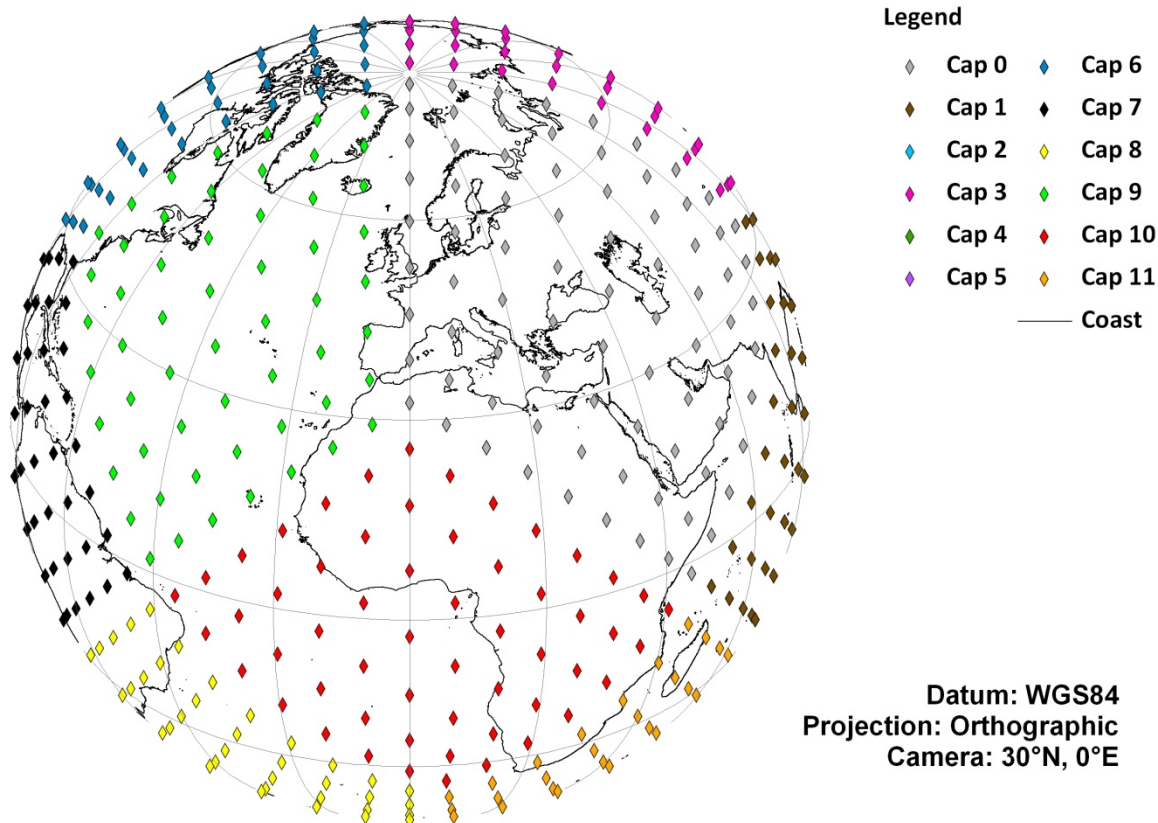 Legend
Cap 0 Cap 6
Cap 1 Cap 7
Cap 2 Cap 8
Cap 3 Cap 9
Cap 4 Cap 10
Cap 5 Cap 11
Coast
Datum: WGS84
Projection: Orthographic
Camera: 30°N, 0°E